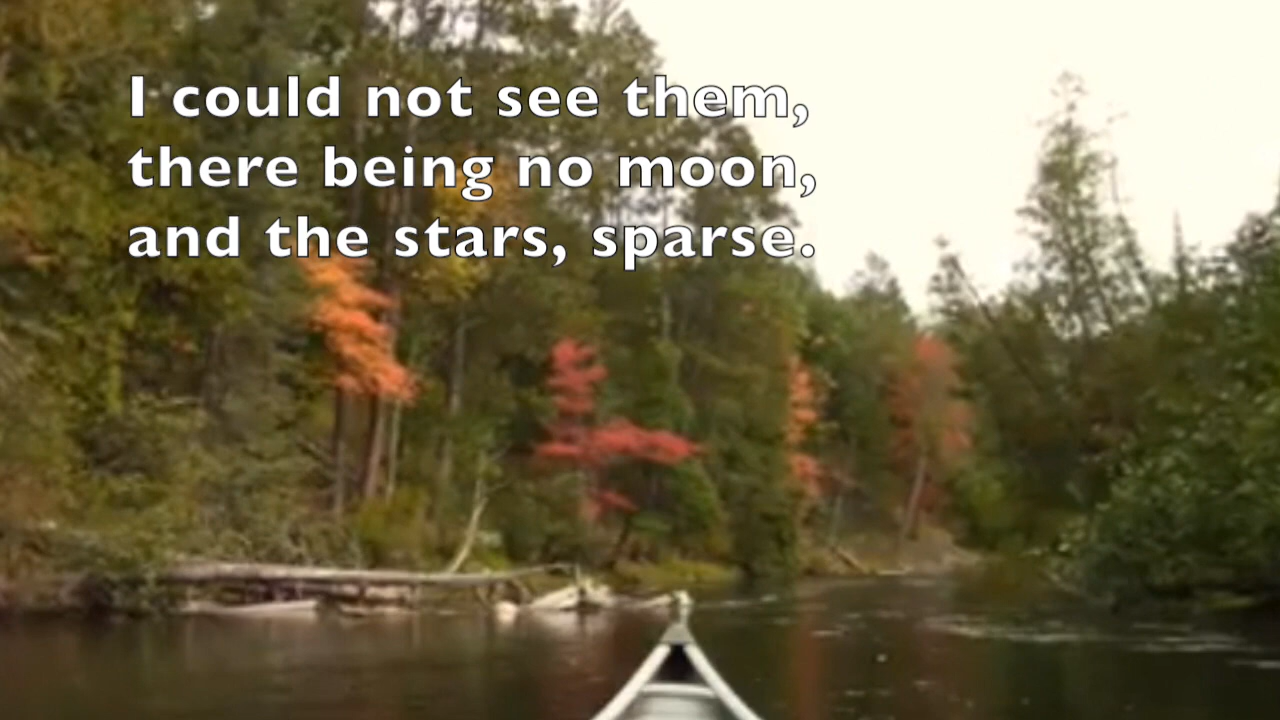 I could not see them,
there being no moon,
and the stars, sparse.